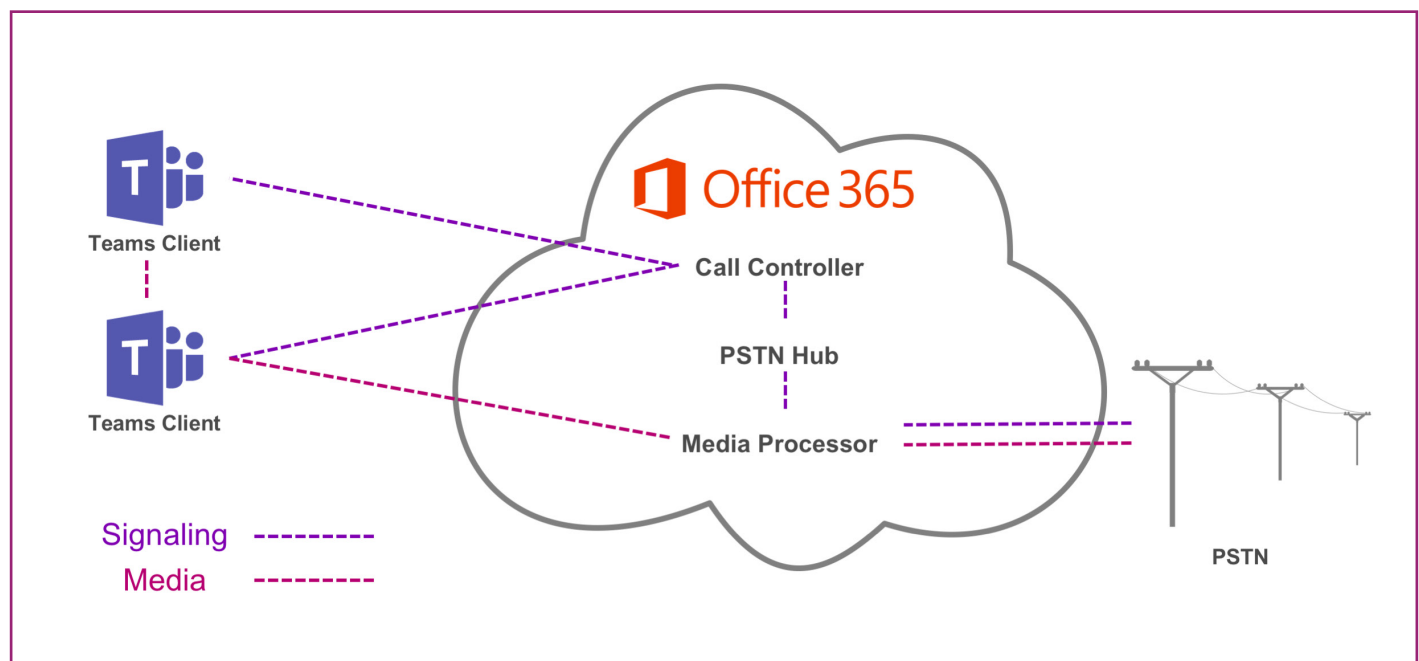 Office 365
T
Teams Client
Call Controller
T
PSTN Hub
Teams Client
Media Processor
Signaling
Media
PSTN